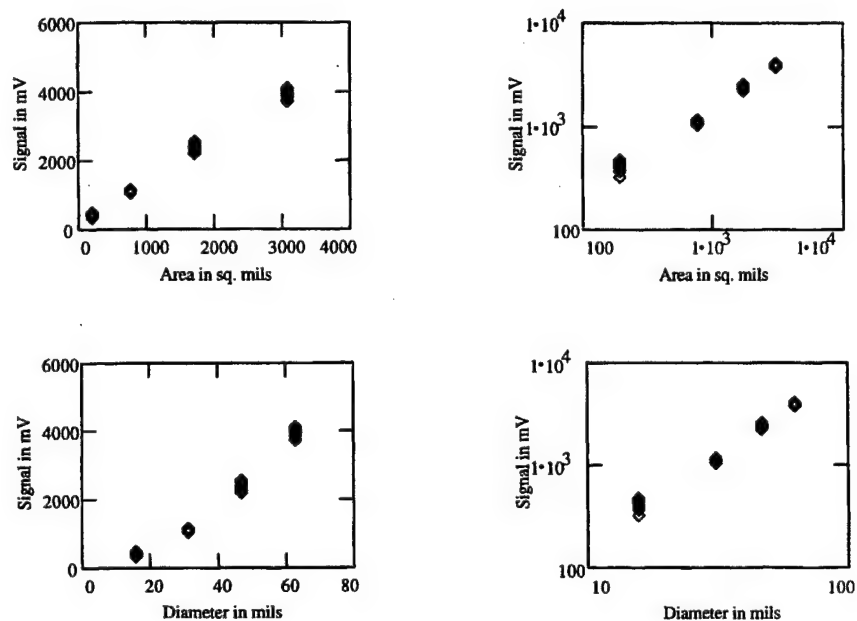 6000
4000
2000
0
Signal in mV
0 1000 2000 3000 4000
Area in sq. mils
1•10⁴
1•10³
100
Signal in mV
100 1•10³ 1•10⁴
Area in sq. mils
6000
4000
2000
0
Signal in mV
0 20 40 60 80
Diameter in mils
1•10⁴
1•10³
100
Signal in mV
10 100
Diameter in mils